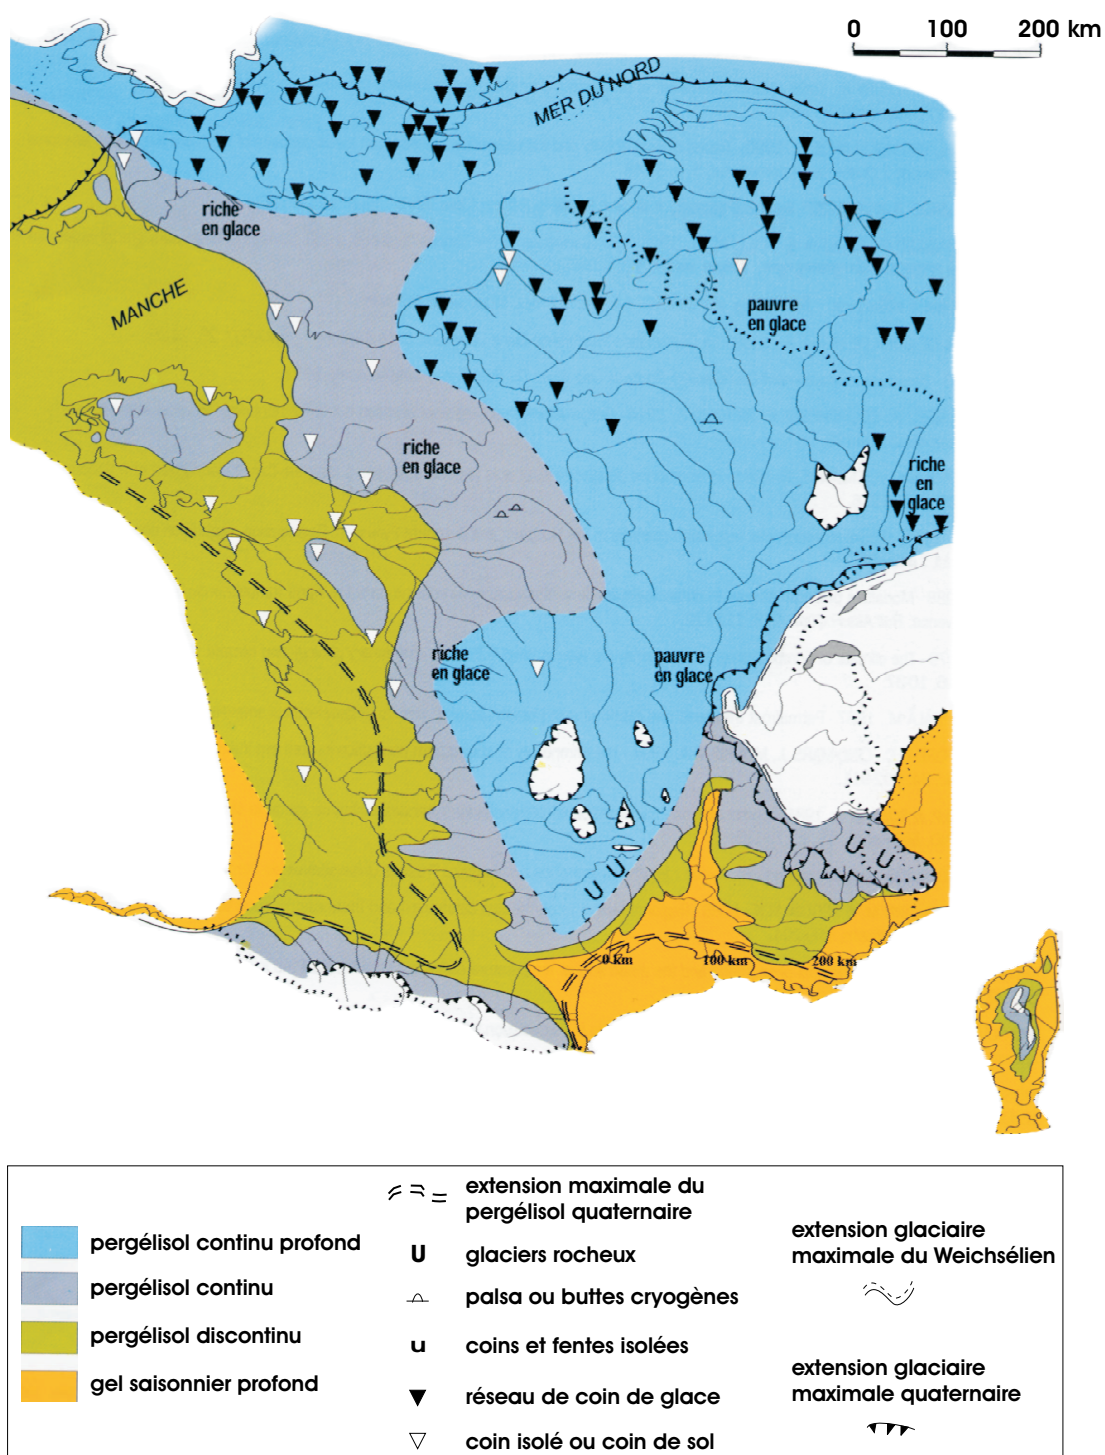 0 100 200 km
MER DU NORD
riche
en glace
MANCHE
pauvre
en glace
riche
en glace
riche
en
glace
riche
en glace
pauvre
en glace
U U
U U
0 km 100 km 200 km
extension maximale du
pergélisol quaternaire
pergélisol continu profond
U glaciers rocheux
extension glaciaire
maximale du Weichsélien
pergélisol continu
palsa ou buttes cryogènes
pergélisol discontinu
u coins et fentes isolées
gel saisonnier profond
réseau de coin de glace
extension glaciaire
maximale quaternaire
coin isolé ou coin de sol